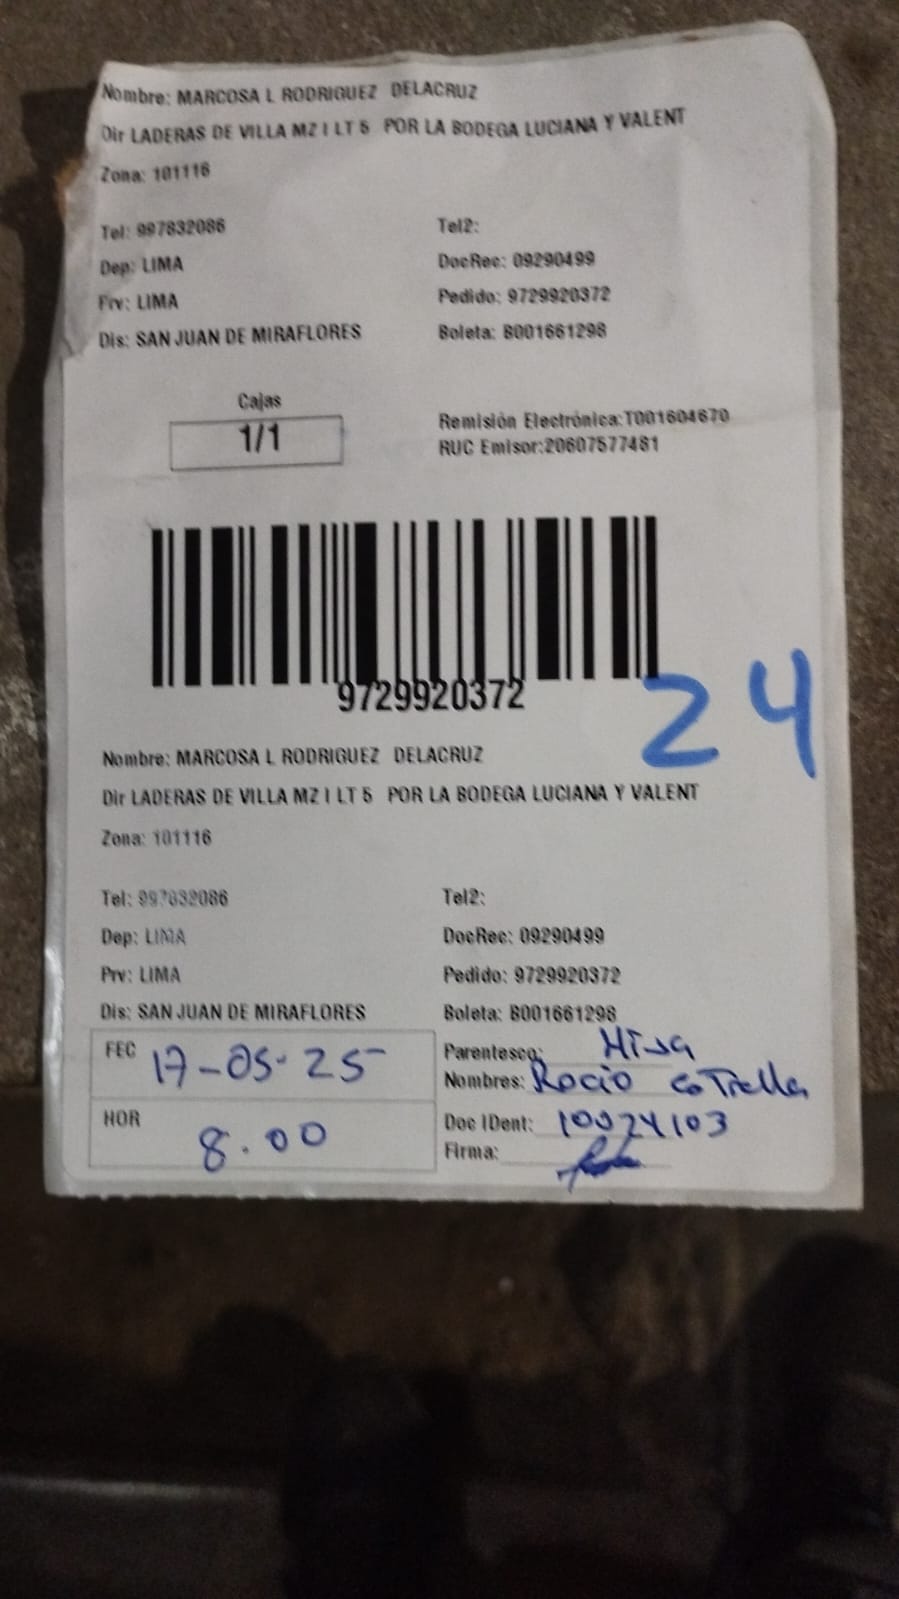 Nombre: MARCOSA L RODRIGUEZ DELACRUZ
Dir LADERAS DE VILLA MZ I LT 5 POR LA BODEGA LUCIANA Y VALENT
Zona: 101116
Tel: 997832086 Tel2:
Dep: LIMA DocRec: 09290499
Prv: LIMA Pedido: 9729920372
Dis: SAN JUAN DE MIRAFLORES Boleta: B001661298
Cajas
1/1
Remisión Electrónica:T001604670
RUC Emisor:20607577481
9729920372
24
Nombre: MARCOSA L RODRIGUEZ DELACRUZ
Dir LADERAS DE VILLA MZ I LT 5 POR LA BODEGA LUCIANA Y VALENT
Zona: 101116
Tel: 997832086 Tel2:
Dep: LIMA DocRec: 09290499
Prv: LIMA Pedido: 9729920372
Dis: SAN JUAN DE MIRAFLORES Boleta: B001661298
FEC 17-05-25 Parentesco: Hija
Nombres: Rocio
HOR 8.00 Doc IDent: 10024103
Firma: